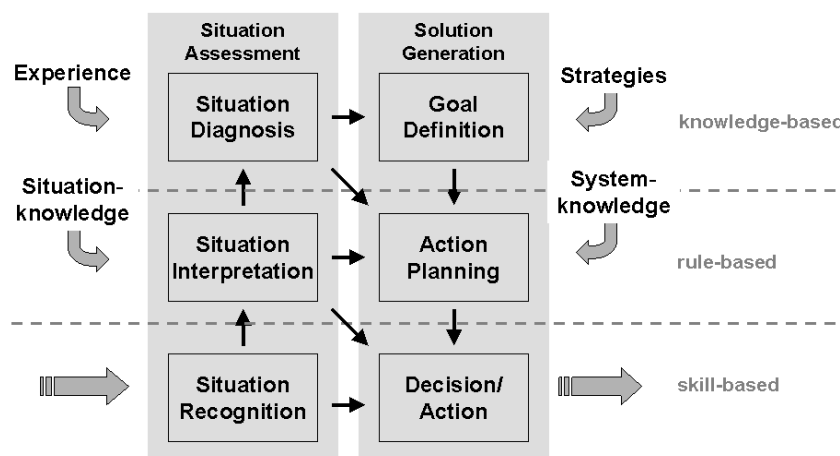 Situation
Assessment
Solution
Generation
Experience
Strategies
Situation
Diagnosis
Goal
Definition
knowledge-based
Situation-
knowledge
System-
knowledge
Situation
Interpretation
Action
Planning
rule-based
Situation
Recognition
Decision/
Action
skill-based